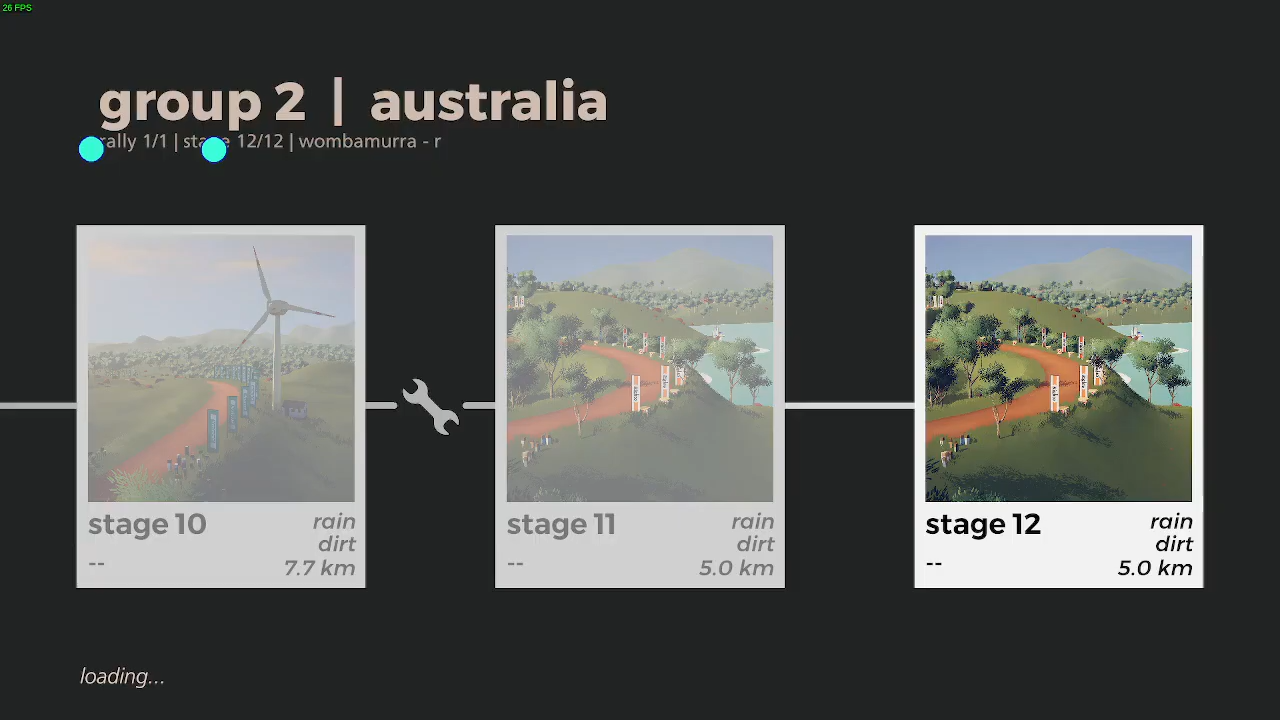 26 FPS
group 2 | australia
rally 1/1 | stage 12/12 | wombamurra - r
stage 10
rain
dirt
--
7.7 km
stage 11
rain
dirt
--
5.0 km
stage 12
rain
dirt
--
5.0 km
loading...